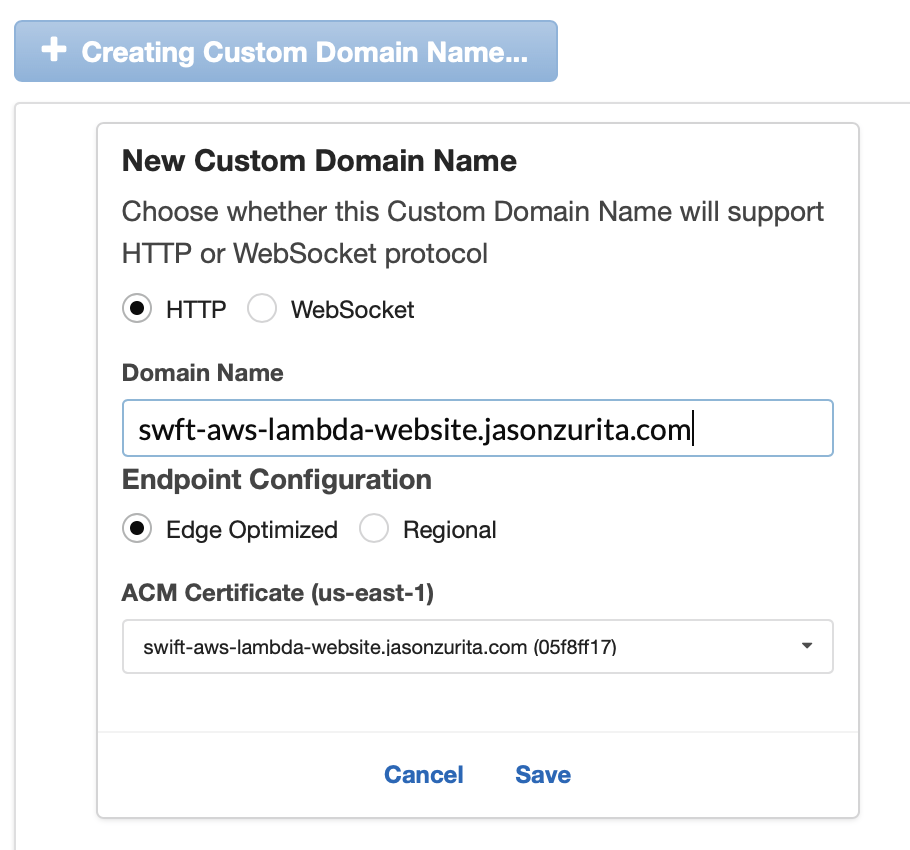 Creating Custom Domain Name...
New Custom Domain Name
Choose whether this Custom Domain Name will support
HTTP or WebSocket protocol
HTTP WebSocket
Domain Name
swft-aws-lambda-website.jasonzurita.com
Endpoint Configuration
Edge Optimized Regional
ACM Certificate (us-east-1)
swift-aws-lambda-website.jasonzurita.com (05f8ff17)
Cancel Save